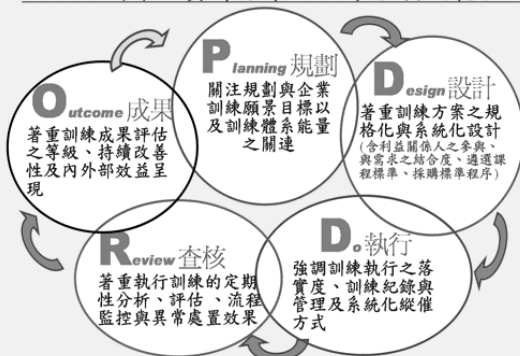 Planning 規劃
關注規劃與企業
訓練願景目標以
及訓練體系能量
之關連
Design 設計
著重訓練方案之規
格化與系統化設計
(含利益關係人之參與、
與需求之結合度、遴選課
程標準、採購標準程序)
Do 執行
強調訓練執行之落
實度、訓練紀錄與
管理及系統化縱催
方式
Review 查核
著重執行訓練的定期
性分析、評估、流程
監控與異常處置效果
Outcome 成果
著重訓練成果評估
之等級、持續改善
性及內外部效益呈
現